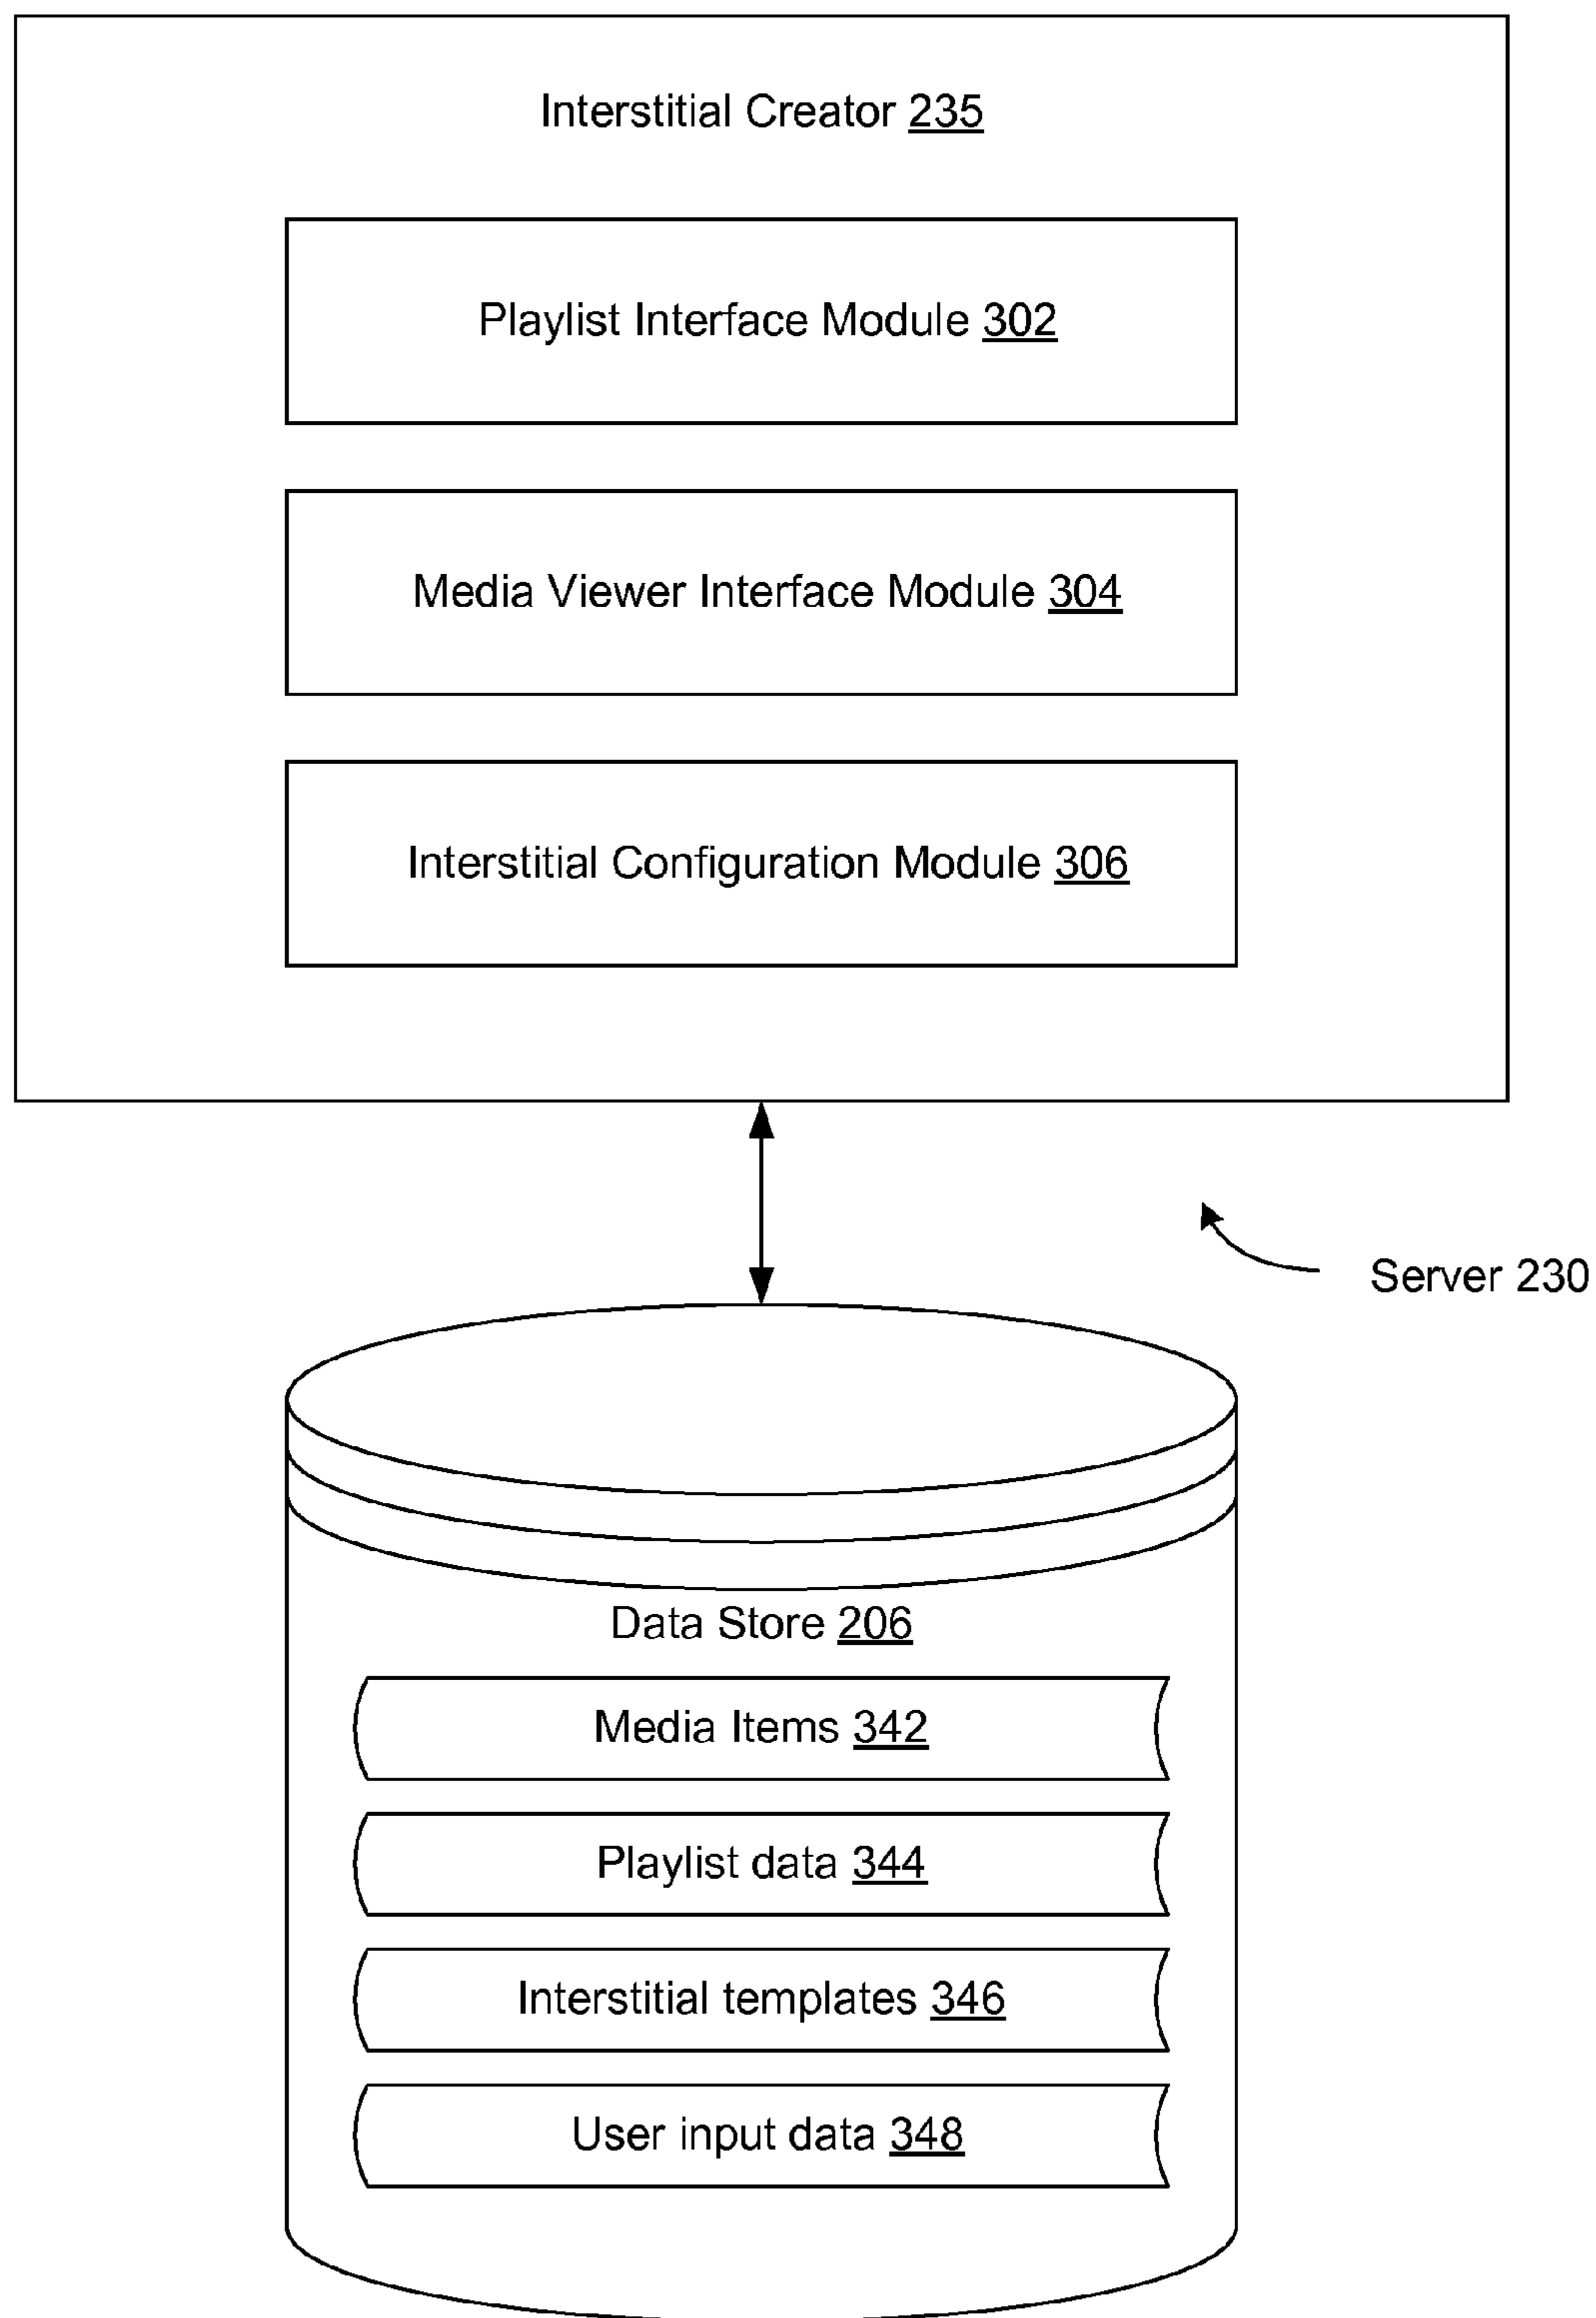 Interstitial Creator 235
Playlist Interface Module 302
Media Viewer Interface Module 304
Interstitial Configuration Module 306
Server 230
Data Store 206
Media Items 342
Playlist data 344
Interstitial templates 346
User input data 348